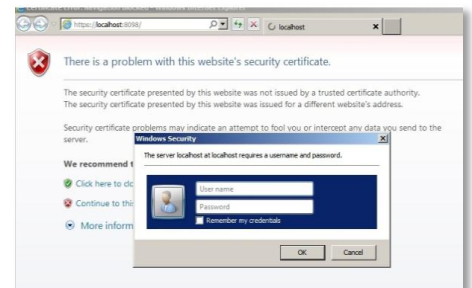 https://localhost:8098/
localhost
There is a problem with this website's security certificate.
The security certificate presented by this website was not issued by a trusted certificate authority.
The security certificate presented by this website was issued for a different website's address.
Security certificate problems may indicate an attempt to fool you or intercept any data you send to the
server.
Windows Security
The server localhost at localhost requires a username and password.
User name
Password
Remember my credentials
OK Cancel
We recommend t
Click here to clo
Continue to this
More inform